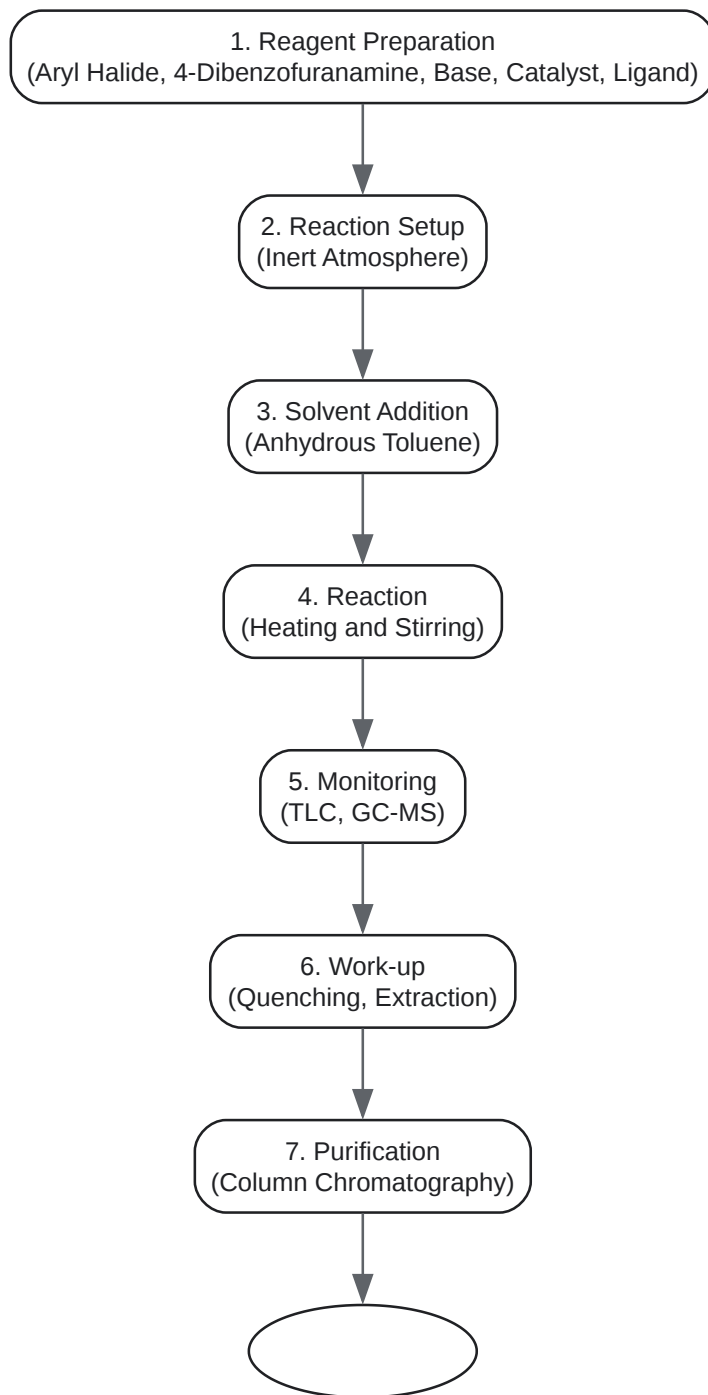 1. Reagent Preparation
(Aryl Halide, 4-Dibenzofuranamine, Base, Catalyst, Ligand)
2. Reaction Setup
(Inert Atmosphere)
3. Solvent Addition
(Anhydrous Toluene)
4. Reaction
(Heating and Stirring)
5. Monitoring
(TLC, GC-MS)
6. Work-up
(Quenching, Extraction)
7. Purification
(Column Chromatography)